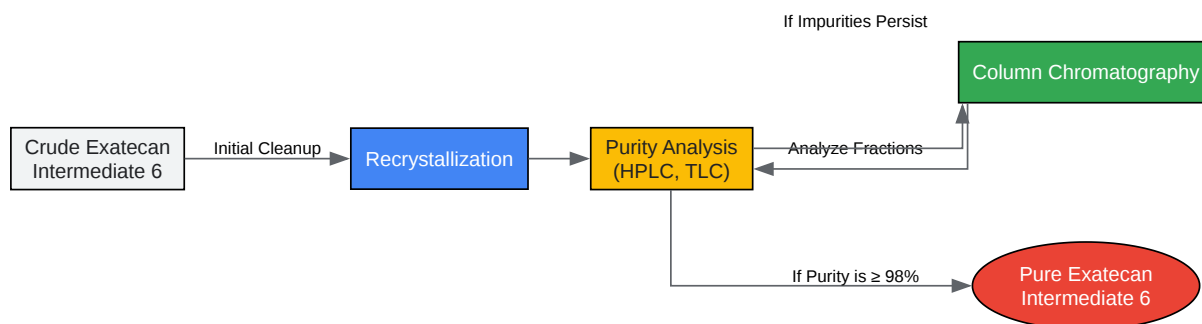 If Impurities Persist
Column Chromatography
Crude Exatecan
Intermediate 6
Initial Cleanup
Recrystallization
Purity Analysis
(HPLC, TLC)
Analyze Fractions
If Purity is ≥ 98%
Pure Exatecan
Intermediate 6